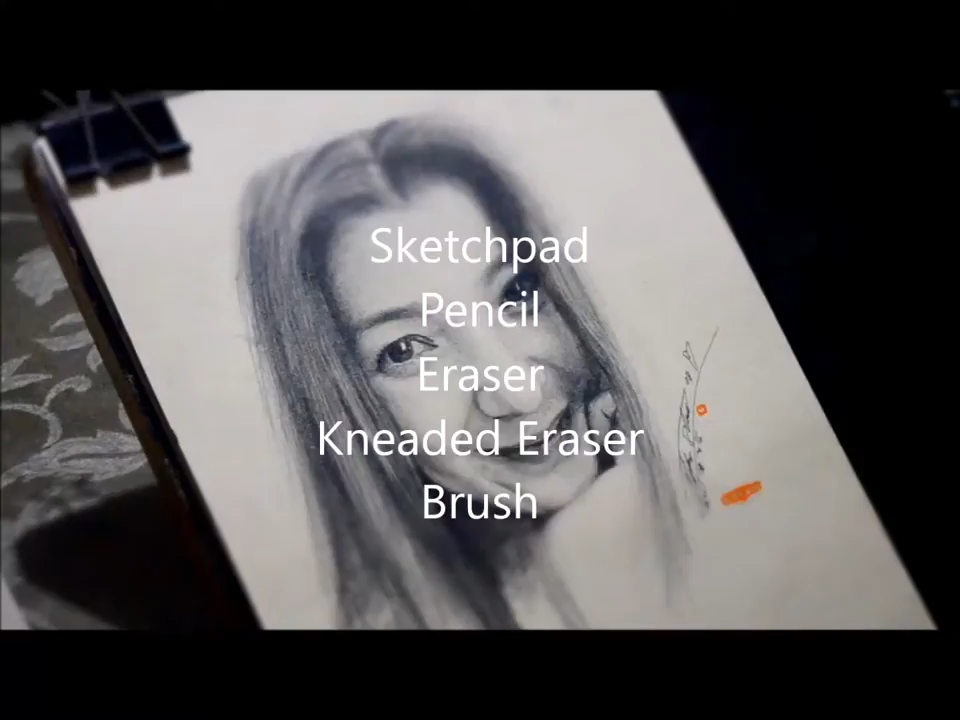 Sketchpad
Pencil
Eraser
Kneaded Eraser
Brush